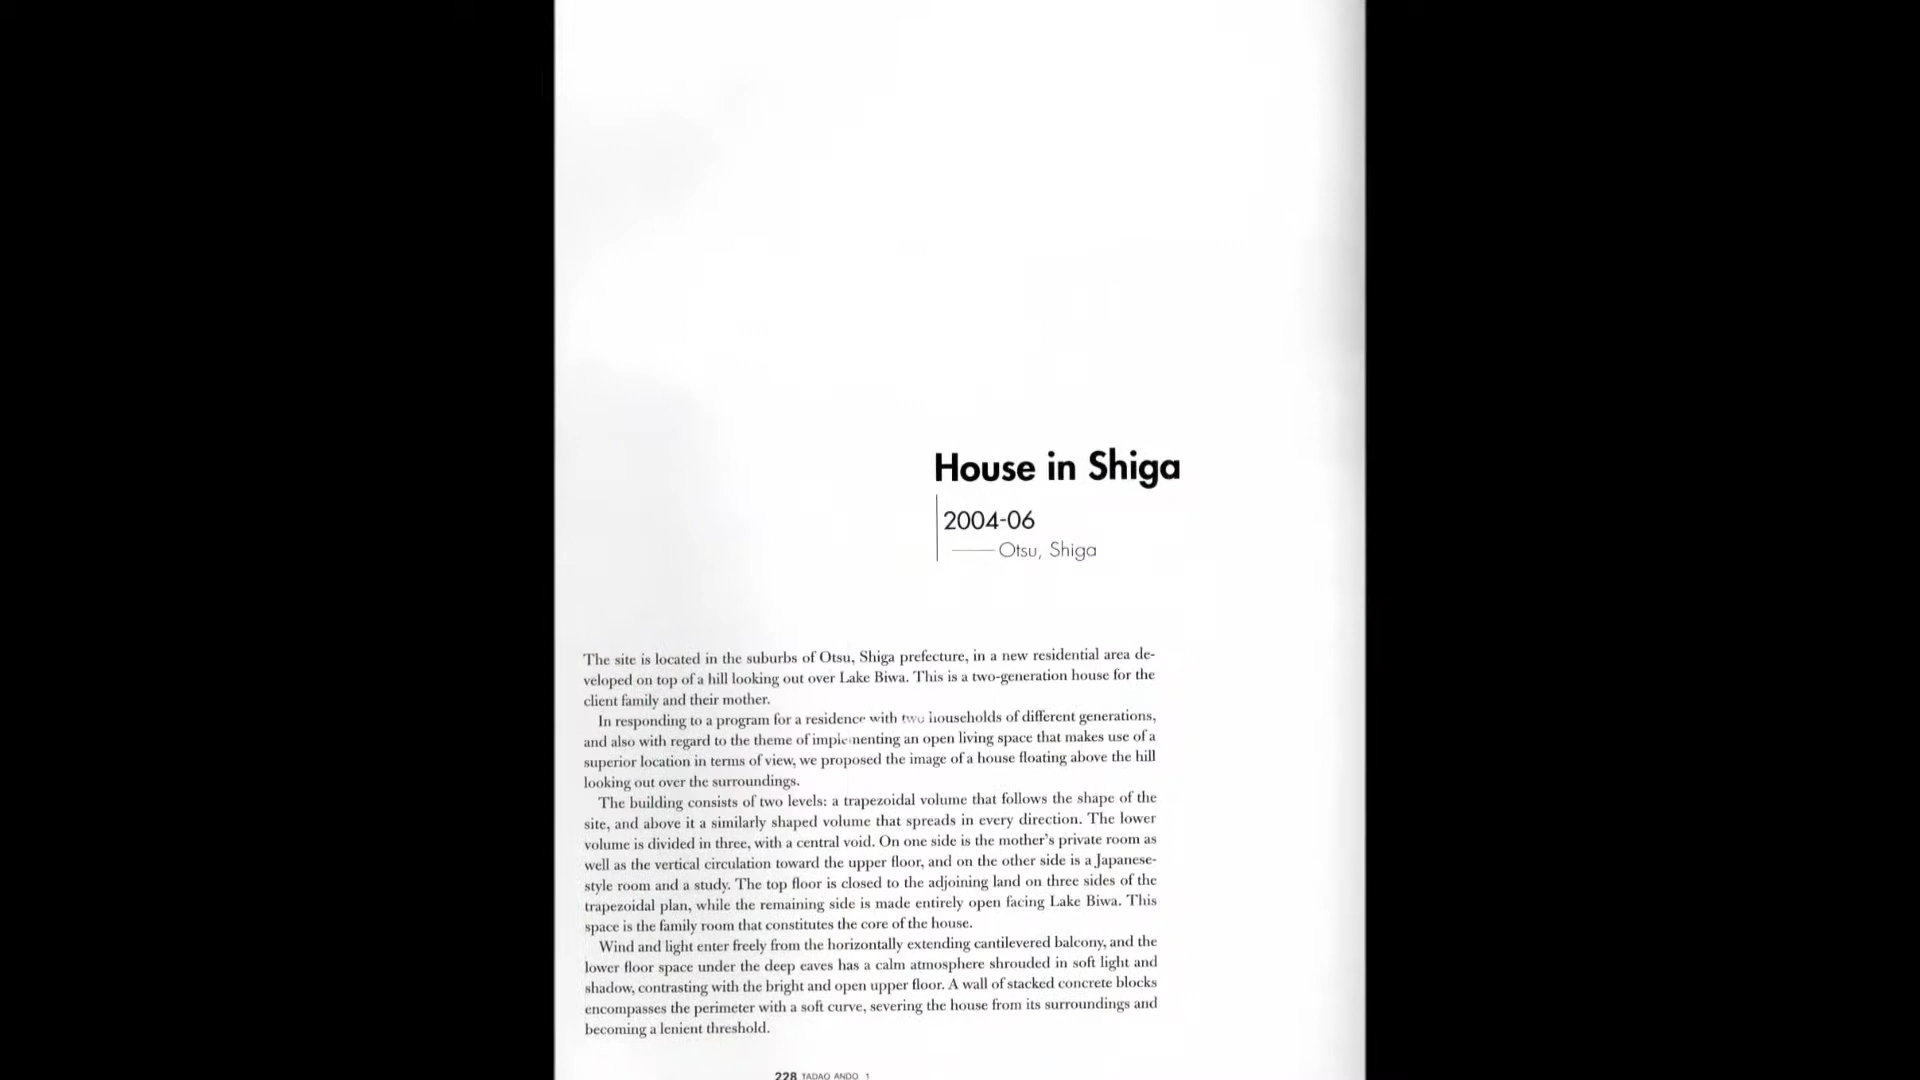 House in Shiga
2004-06
Otsu, Shiga
The site is located in the suburbs of Otsu, Shiga prefecture, in a new residential area de-
veloped on top of a hill looking out over Lake Biwa. This is a two-generation house for the
client family and their mother.
In responding to a program for a residence with two households of different generations,
and also with regard to the theme of implementing an open living space that makes use of a
superior location in terms of view, we proposed the image of a house floating above the hill
looking out over the surroundings.
The building consists of two levels: a trapezoidal volume that follows the shape of the
site, and above it a similarly shaped volume that spreads in every direction. The lower
volume is divided in three, with a central void. On one side is the mother's private room as
well as the vertical circulation toward the upper floor, and on the other side is a Japanese-
style room and a study. The top floor is closed to the adjoining land on three sides of the
trapezoidal plan, while the remaining side is made entirely open facing Lake Biwa. This
space is the family room that constitutes the core of the house.
Wind and light enter freely from the horizontally extending cantilevered balcony, and the
lower floor space under the deep eaves has a calm atmosphere shrouded in soft light and
shadow, contrasting with the bright and open upper floor. A wall of stacked concrete blocks
encompasses the perimeter with a soft curve, severing the house from its surroundings and
becoming a lenient threshold.
228 TADAO ANDO 1